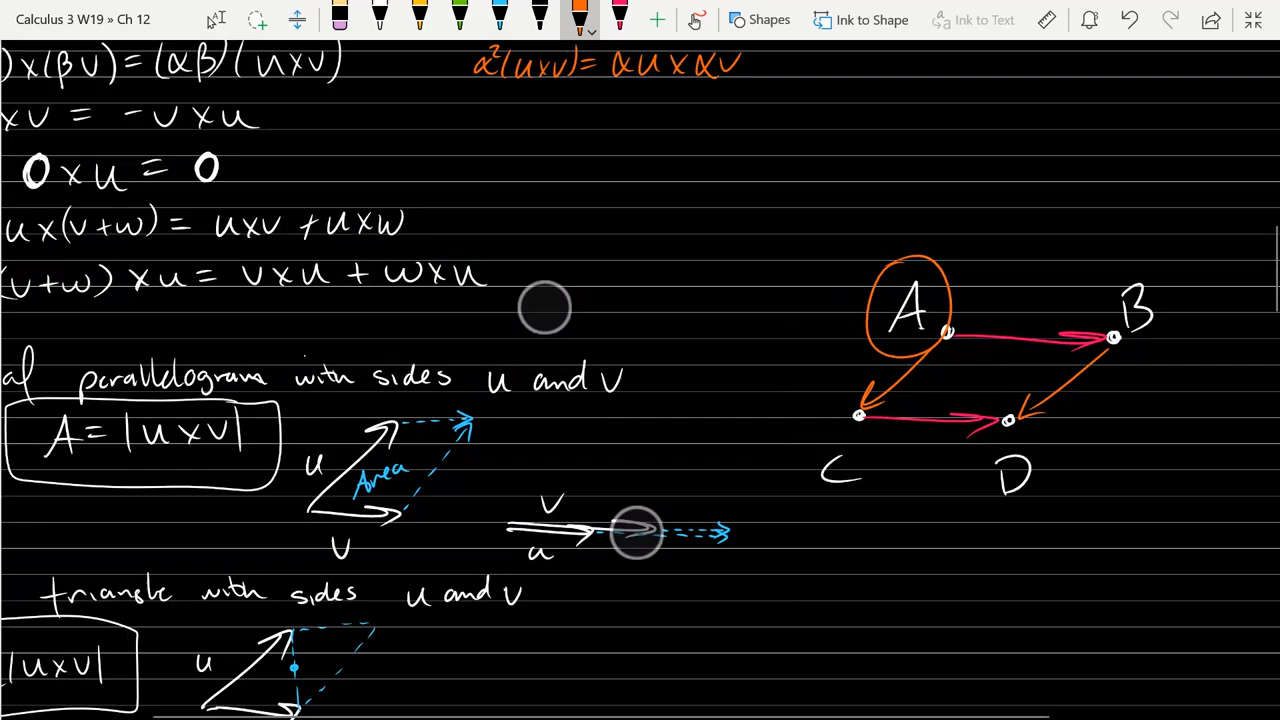 Calculus 3 W19 » Ch 12
Shapes
Ink to Shape
Ink to Text
) x (βv) = (αβ) (u x v)
α²(u x v) = αu x αv
x v = - v x u
0 x u = 0
u x (v + w) = u x v + u x w
(v + w) x u = v x u + w x u
A
B
C
D
al parallelogram with sides u and v
A = |u x v|
u
Area
v
v
u
triangle with sides u and v
|u x v|
u